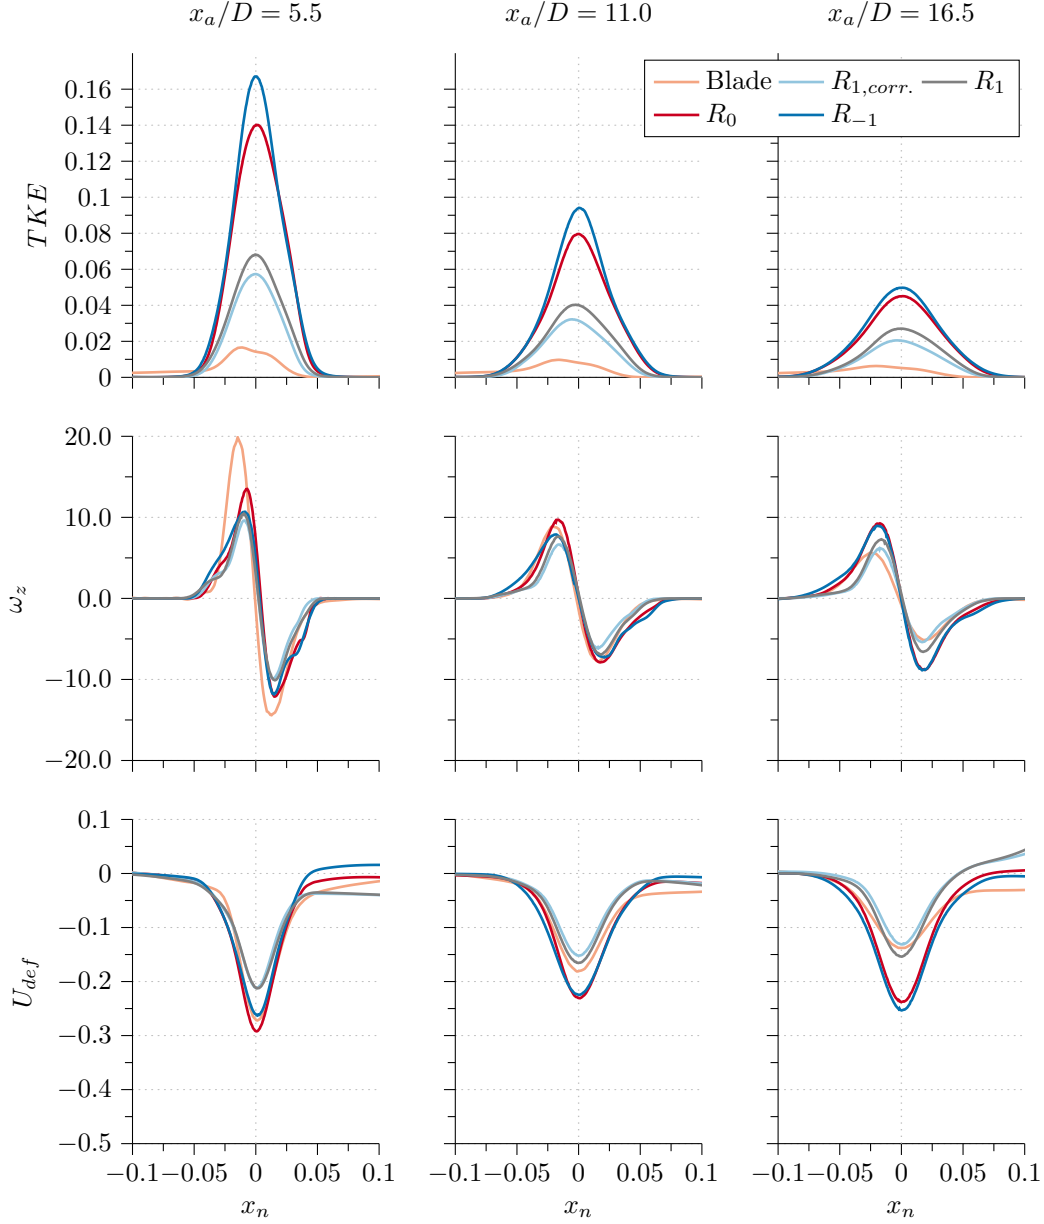 x_a/D = 5.5 x_a/D = 11.0 x_a/D = 16.5
Blade R_{1,corr.} R_1
R_0 R_{−1}
TKE
0.16
0.14
0.12
0.1
0.08
0.06
0.04
0.02
0
ω_z
20.0
10.0
0.0
−10.0
−20.0
U_{def}
0.1
0
−0.1
−0.2
−0.3
−0.4
−0.5
−0.1 −0.05 0 0.05 0.1 −0.1 −0.05 0 0.05 0.1 −0.1 −0.05 0 0.05 0.1
x_n x_n x_n